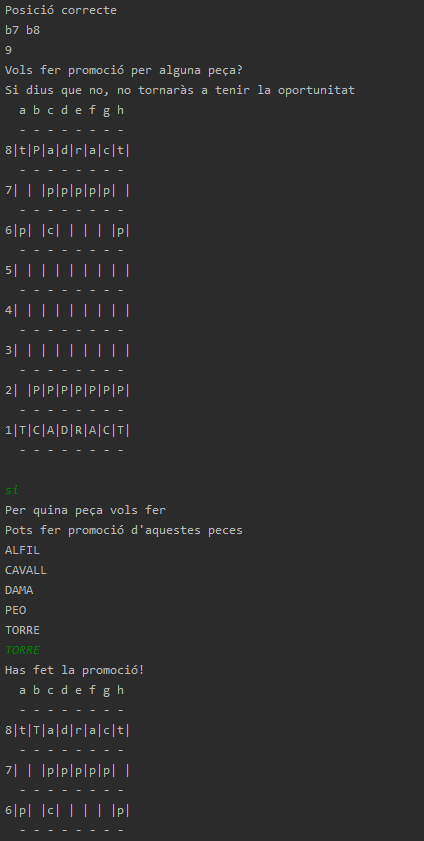 Posició correcte
b7 b8
9
Vols fer promoció per alguna peça?
Si dius que no, no tornaràs a tenir la oportunitat
  a b c d e f g h
  - - - - - - - -
8|t|P|a|d|r|a|c|t|
  - - - - - - - -
7| | |p|p|p|p|p| |
  - - - - - - - -
6|p| |c| | | | |p|
  - - - - - - - -
5| | | | | | | | |
  - - - - - - - -
4| | | | | | | | |
  - - - - - - - -
3| | | | | | | | |
  - - - - - - - -
2| |P|P|P|P|P|P|P|
  - - - - - - - -
1|T|C|A|D|R|A|C|T|
  - - - - - - - -
si
Per quina peça vols fer
Pots fer promoció d'aquestes peces
ALFIL
CAVALL
DAMA
PEO
TORRE
TORRE
Has fet la promoció!
  a b c d e f g h
  - - - - - - - -
8|t|T|a|d|r|a|c|t|
  - - - - - - - -
7| | |p|p|p|p|p| |
  - - - - - - - -
6|p| |c| | | | |p|
  - - - - - - - -